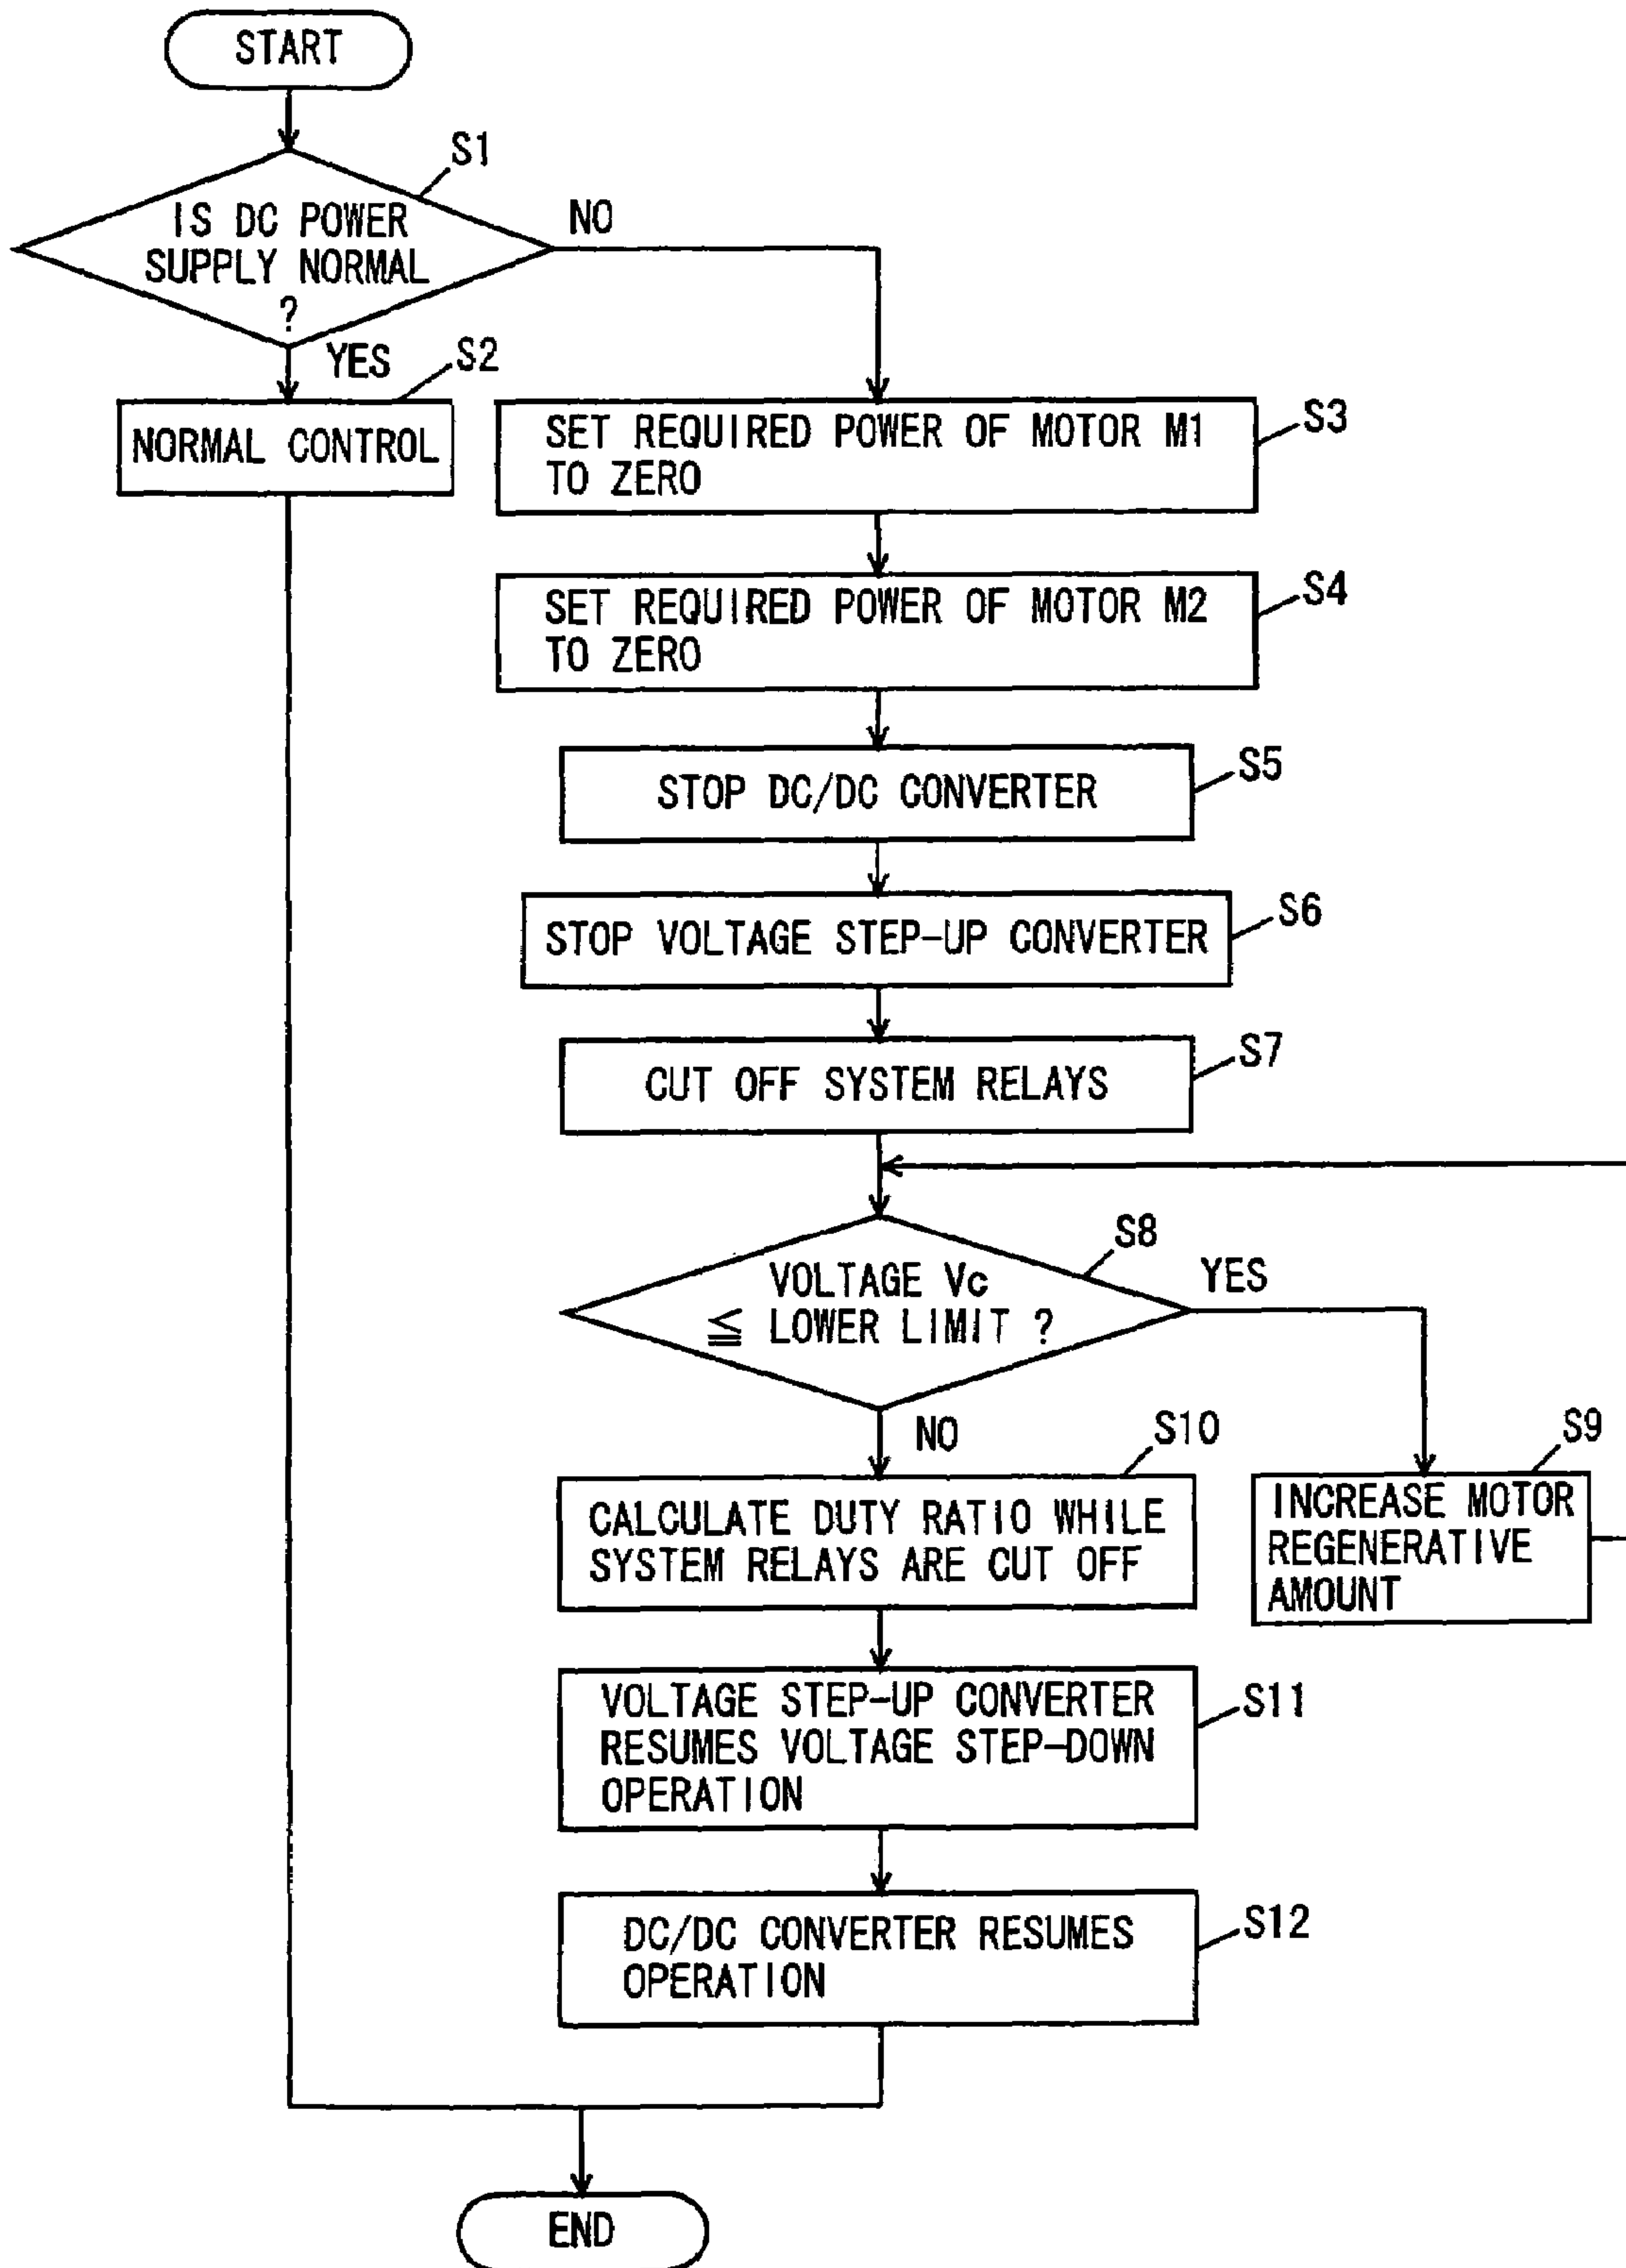 START
S1
IS DC POWER
SUPPLY NORMAL
?
NO
YES
S2
NORMAL CONTROL
S3
SET REQUIRED POWER OF MOTOR M1
TO ZERO
S4
SET REQUIRED POWER OF MOTOR M2
TO ZERO
S5
STOP DC/DC CONVERTER
S6
STOP VOLTAGE STEP-UP CONVERTER
S7
CUT OFF SYSTEM RELAYS
S8
VOLTAGE Vc
≦ LOWER LIMIT ?
YES
NO
S9
INCREASE MOTOR
REGENERATIVE
AMOUNT
S10
CALCULATE DUTY RATIO WHILE
SYSTEM RELAYS ARE CUT OFF
S11
VOLTAGE STEP-UP CONVERTER
RESUMES VOLTAGE STEP-DOWN
OPERATION
S12
DC/DC CONVERTER RESUMES
OPERATION
END